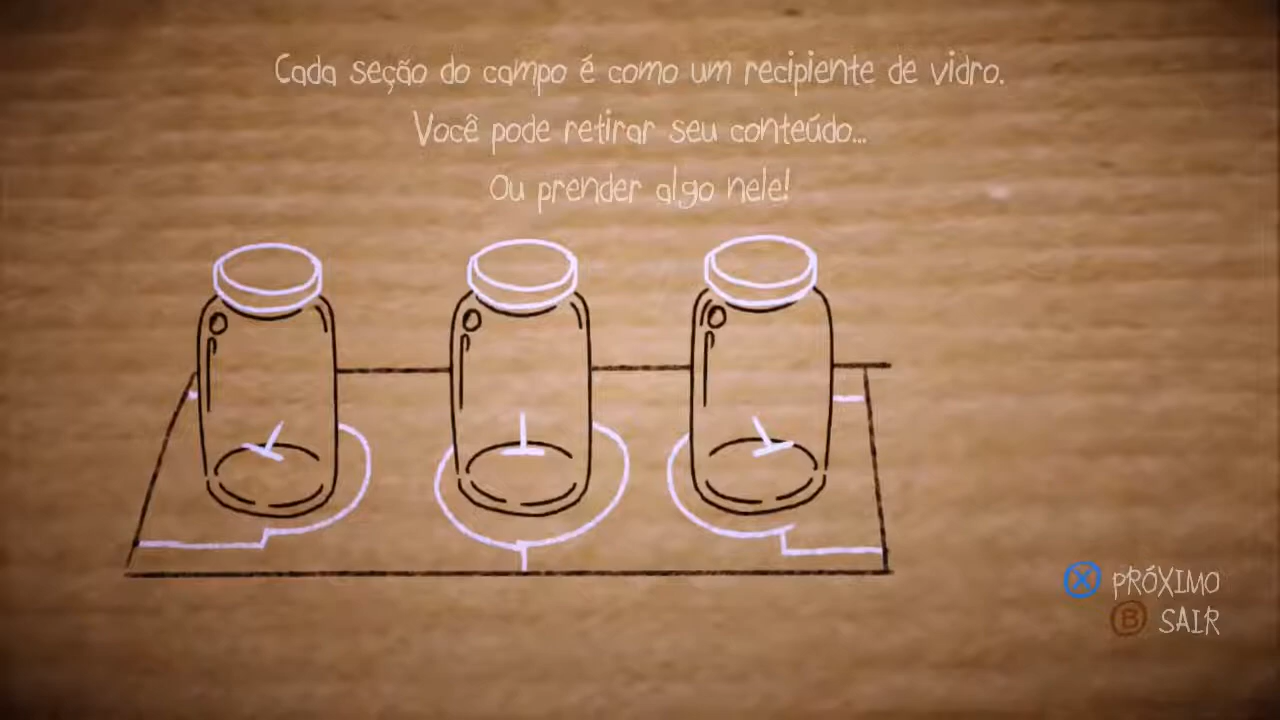 Cada seção do campo é como um recipiente de vidro.
Você pode retirar seu conteúdo...
Ou prender algo nele!
X PRÓXIMO
B SAIR